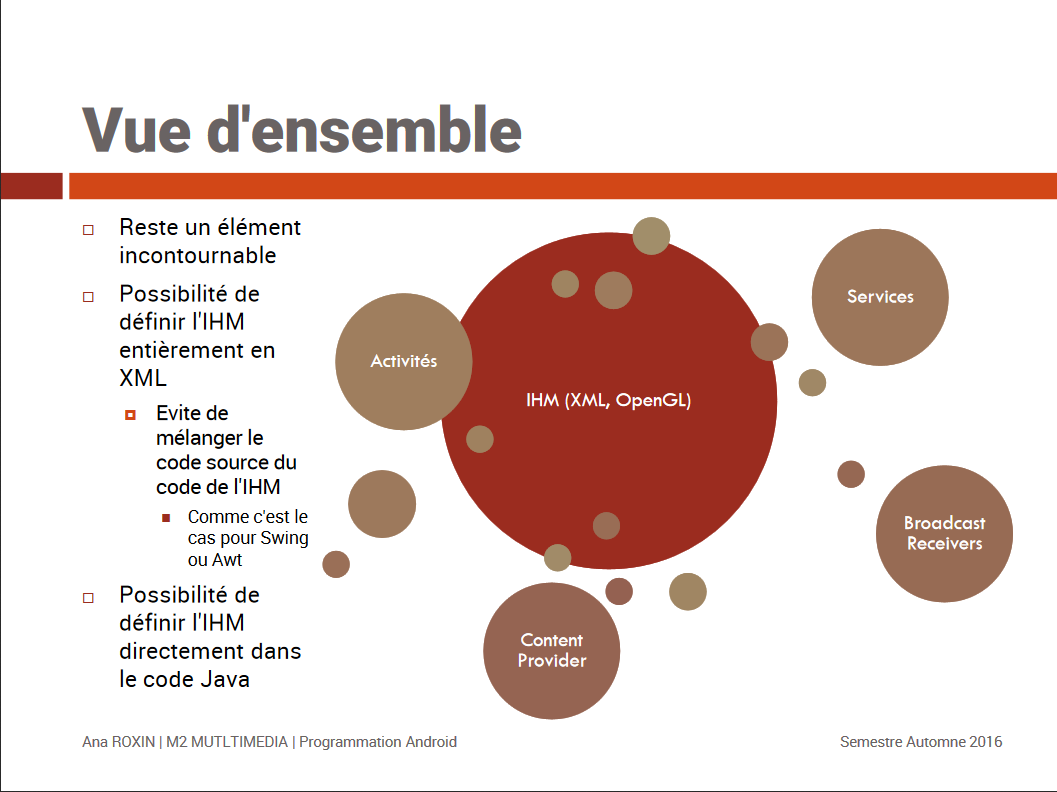 Vue d'ensemble
Reste un élément
incontournable
Possibilité de
définir l'IHM
entièrement en
XML
Evite de
mélanger le
code source du
code de l'IHM
Comme c'est le
cas pour Swing
ou Awt
Possibilité de
définir l'IHM
directement dans
le code Java
Activités
IHM (XML, OpenGL)
Services
Broadcast
Receivers
Content
Provider
Ana ROXIN | M2 MUTLTIMEDIA | Programmation Android
Semestre Automne 2016